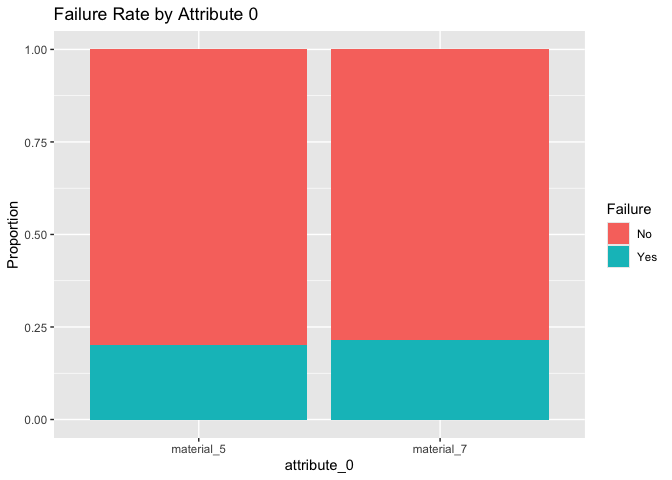 Failure Rate by Attribute 0
1.00
0.75
0.50
0.25
0.00
Proportion
material_5
material_7
attribute_0
Failure
No
Yes